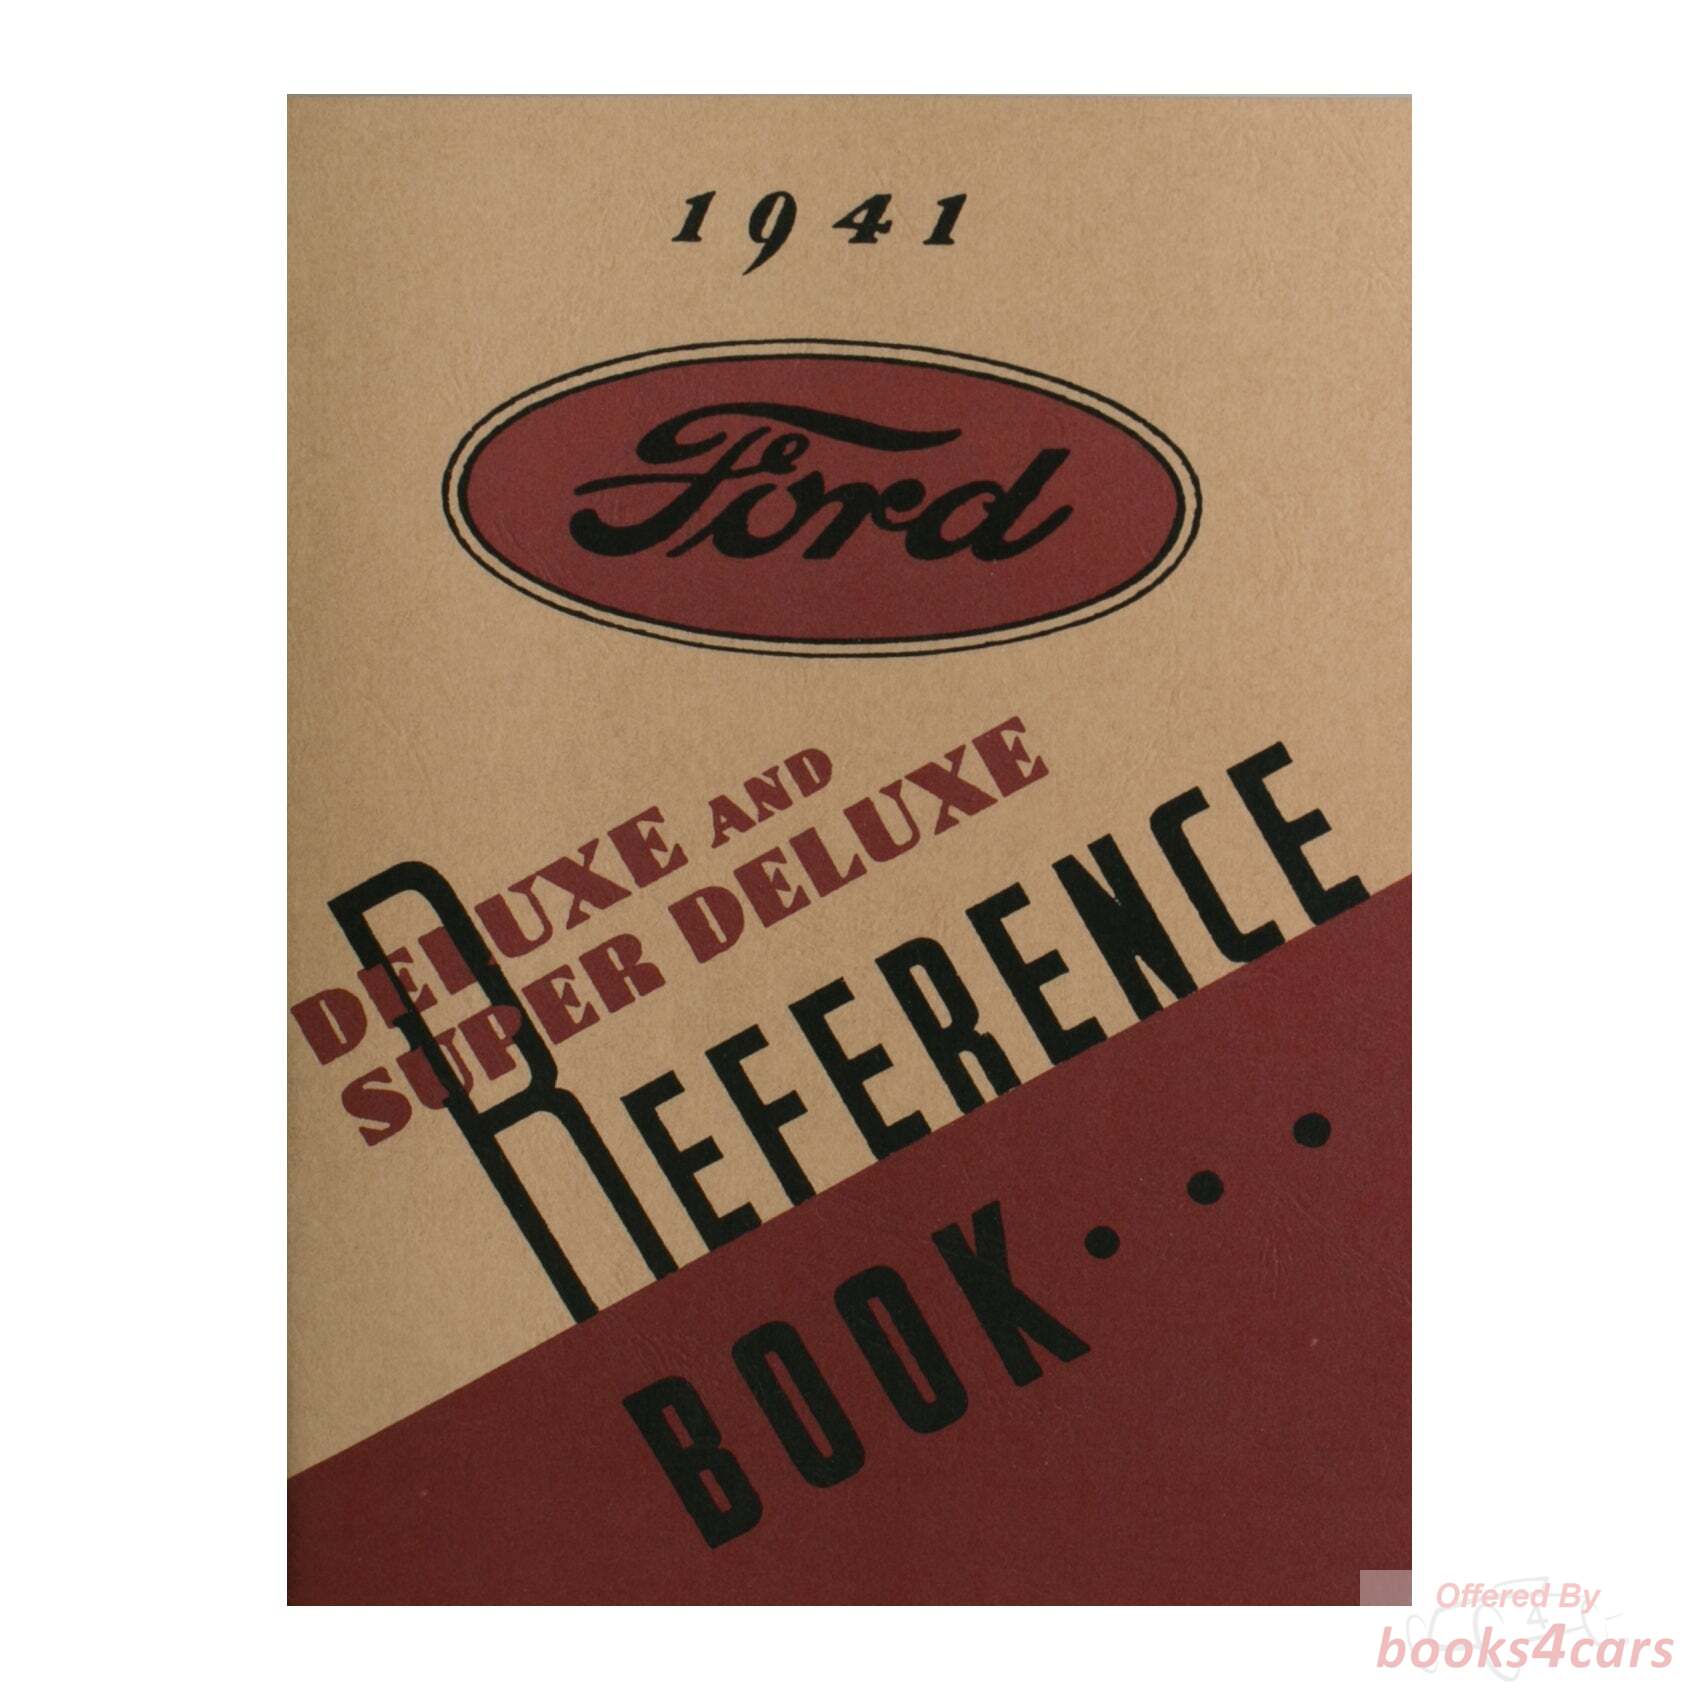 1941
Ford
DELUXE AND
SUPER DELUXE
REFERENCE
BOOK...
Offered By
books4cars